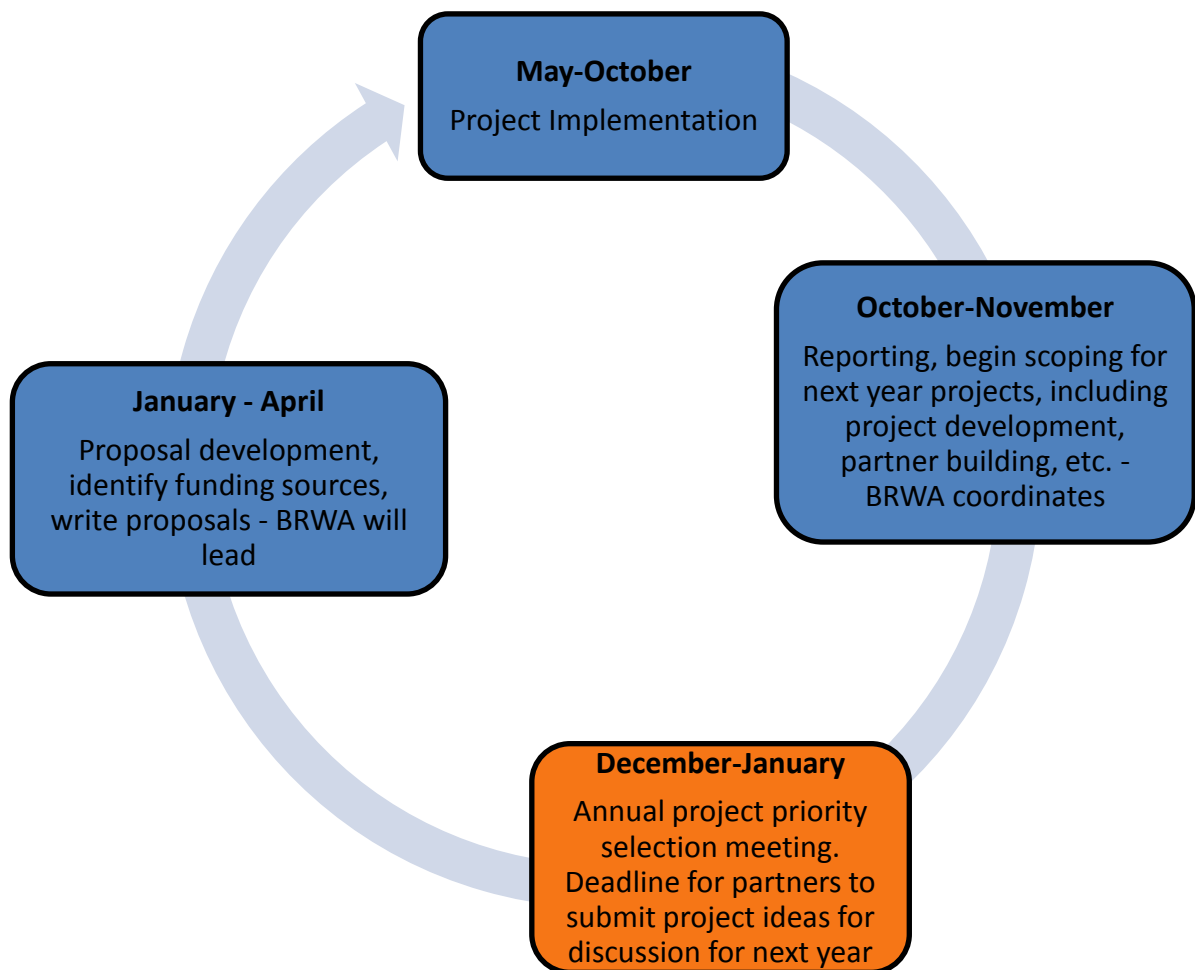 May-October
Project Implementation
October-November
Reporting, begin scoping for
next year projects, including
project development,
partner building, etc. -
BRWA coordinates
December-January
Annual project priority
selection meeting.
Deadline for partners to
submit project ideas for
discussion for next year
January - April
Proposal development,
identify funding sources,
write proposals - BRWA will
lead